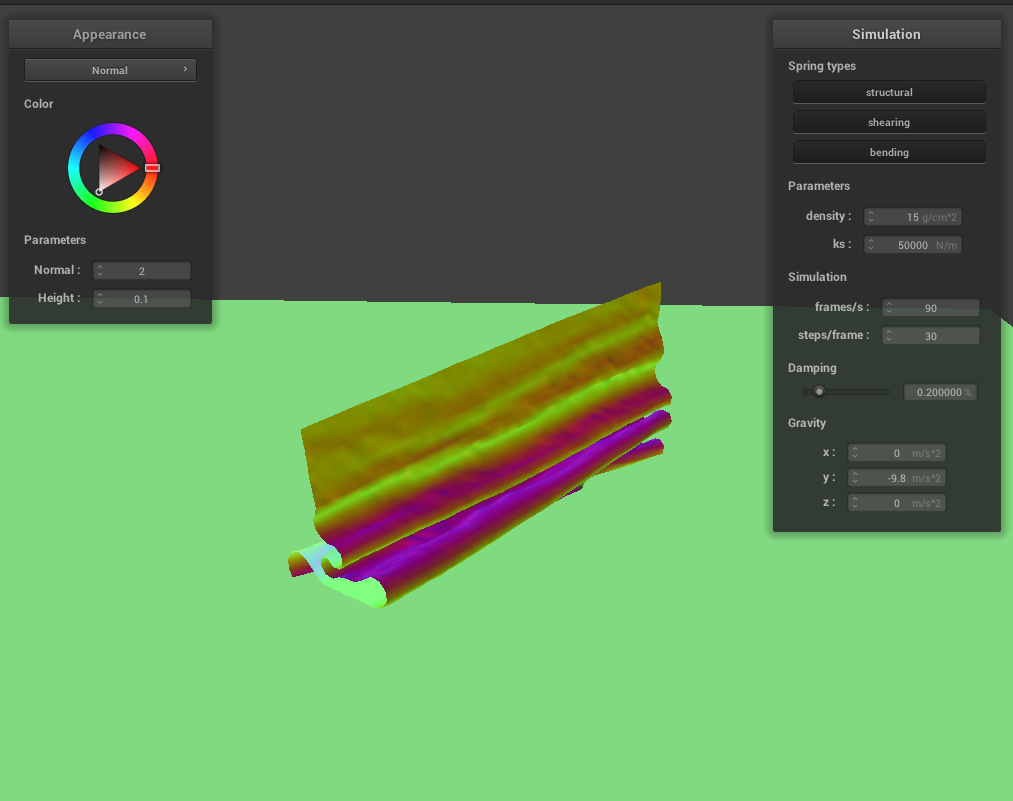 Appearance
Normal
Color
Parameters
Normal : 2
Height : 0.1
Simulation
Spring types
structural
shearing
bending
Parameters
density : 15 g/cm^2
ks : 50000 N/m
Simulation
frames/s : 90
steps/frame : 30
Damping
0.200000 %
Gravity
x : 0 m/s^2
y : -9.8 m/s^2
z : 0 m/s^2